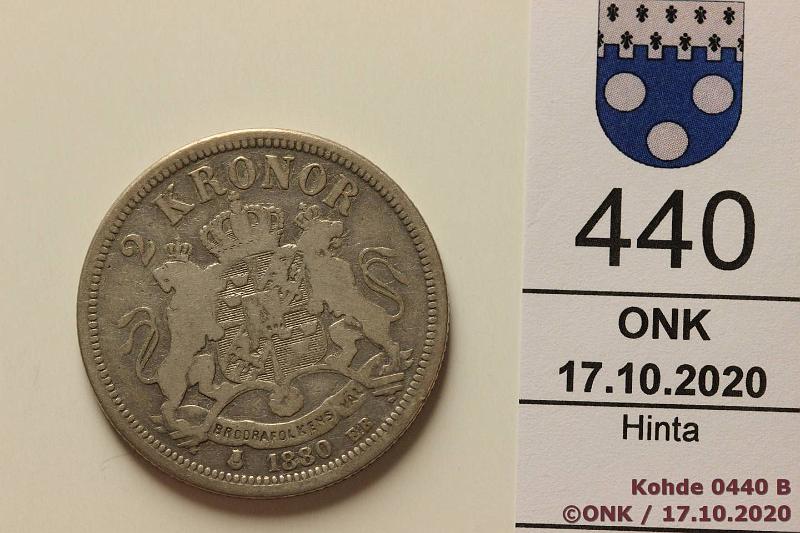 2 KRONOR
BRODRAFOLKENS VÄL
1880 EB
440
ONK
17.10.2020
Hinta
Kohde 0440 B
©ONK / 17.10.2020